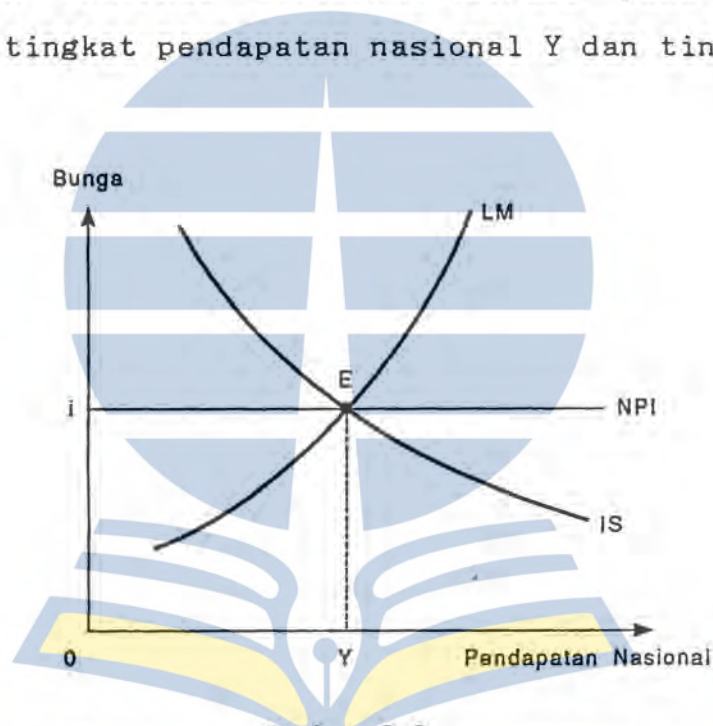 tingkat pendapatan nasional Y dan tin
Bunga
LM
E
i
NPI
IS
0
Y
Pendapatan Nasional